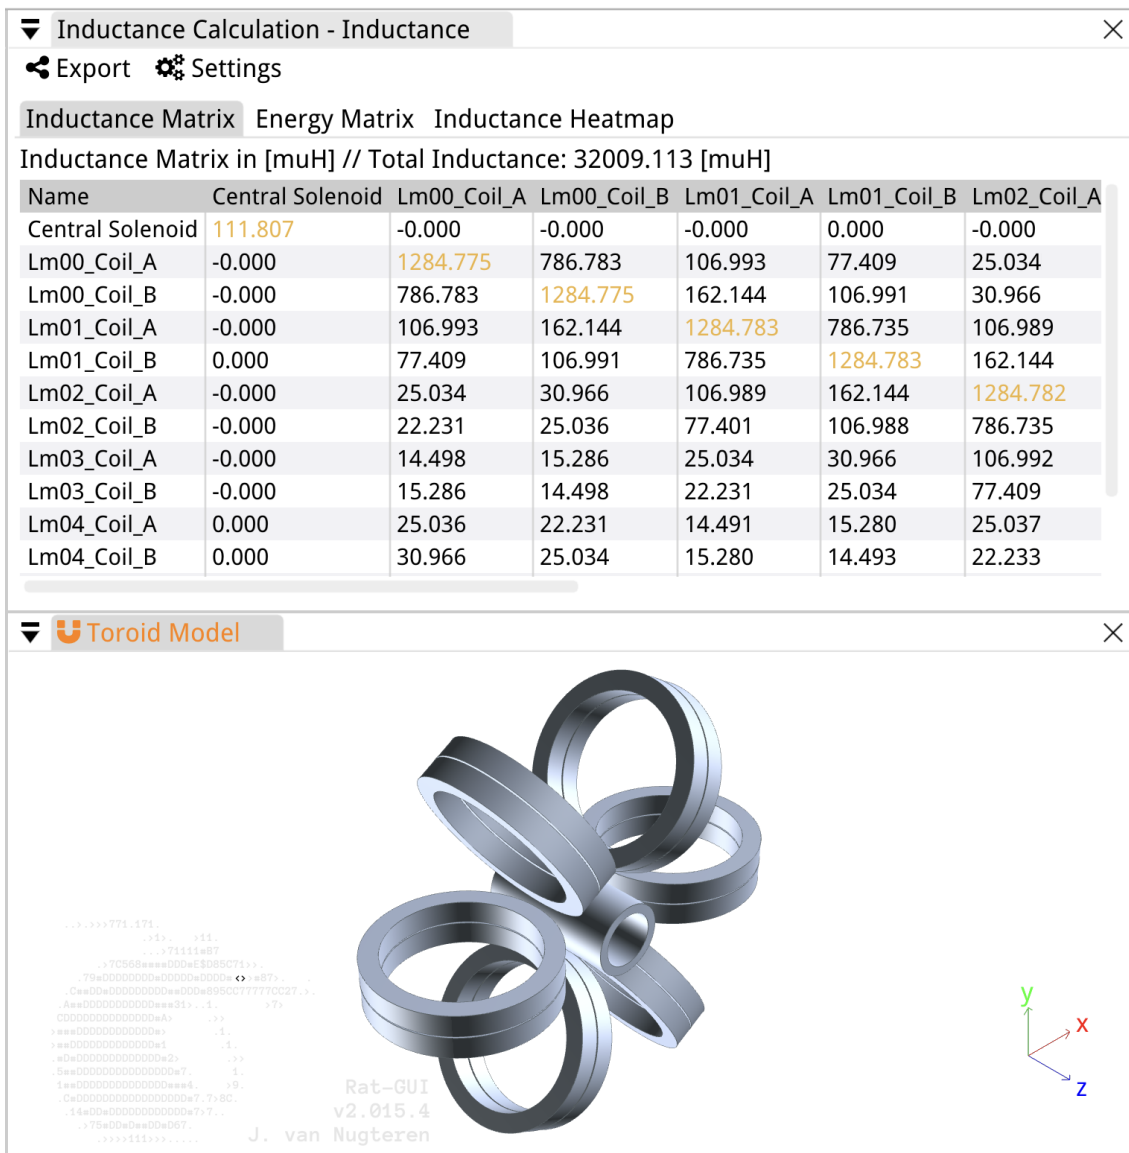 Inductance Calculation - Inductance
Export Settings
Inductance Matrix Energy Matrix Inductance Heatmap
Inductance Matrix in [muH] // Total Inductance: 32009.113 [muH]
Name Central Solenoid Lm00_Coil_A Lm00_Coil_B Lm01_Coil_A Lm01_Coil_B Lm02_Coil_A
Central Solenoid 111.807 -0.000 -0.000 -0.000 0.000 -0.000
Lm00_Coil_A -0.000 1284.775 786.783 106.993 77.409 25.034
Lm00_Coil_B -0.000 786.783 1284.775 162.144 106.991 30.966
Lm01_Coil_A -0.000 106.993 162.144 1284.783 786.735 106.989
Lm01_Coil_B 0.000 77.409 106.991 786.735 1284.783 162.144
Lm02_Coil_A -0.000 25.034 30.966 106.989 162.144 1284.782
Lm02_Coil_B -0.000 22.231 25.036 77.401 106.988 786.735
Lm03_Coil_A -0.000 14.498 15.286 25.034 30.966 106.992
Lm03_Coil_B -0.000 15.286 14.498 22.231 25.034 77.409
Lm04_Coil_A 0.000 25.036 22.231 14.491 15.280 25.037
Lm04_Coil_B 0.000 30.966 25.034 15.280 14.493 22.233
Toroid Model
y
x
z
Rat-GUI
v2.015.4
J. van Nugteren